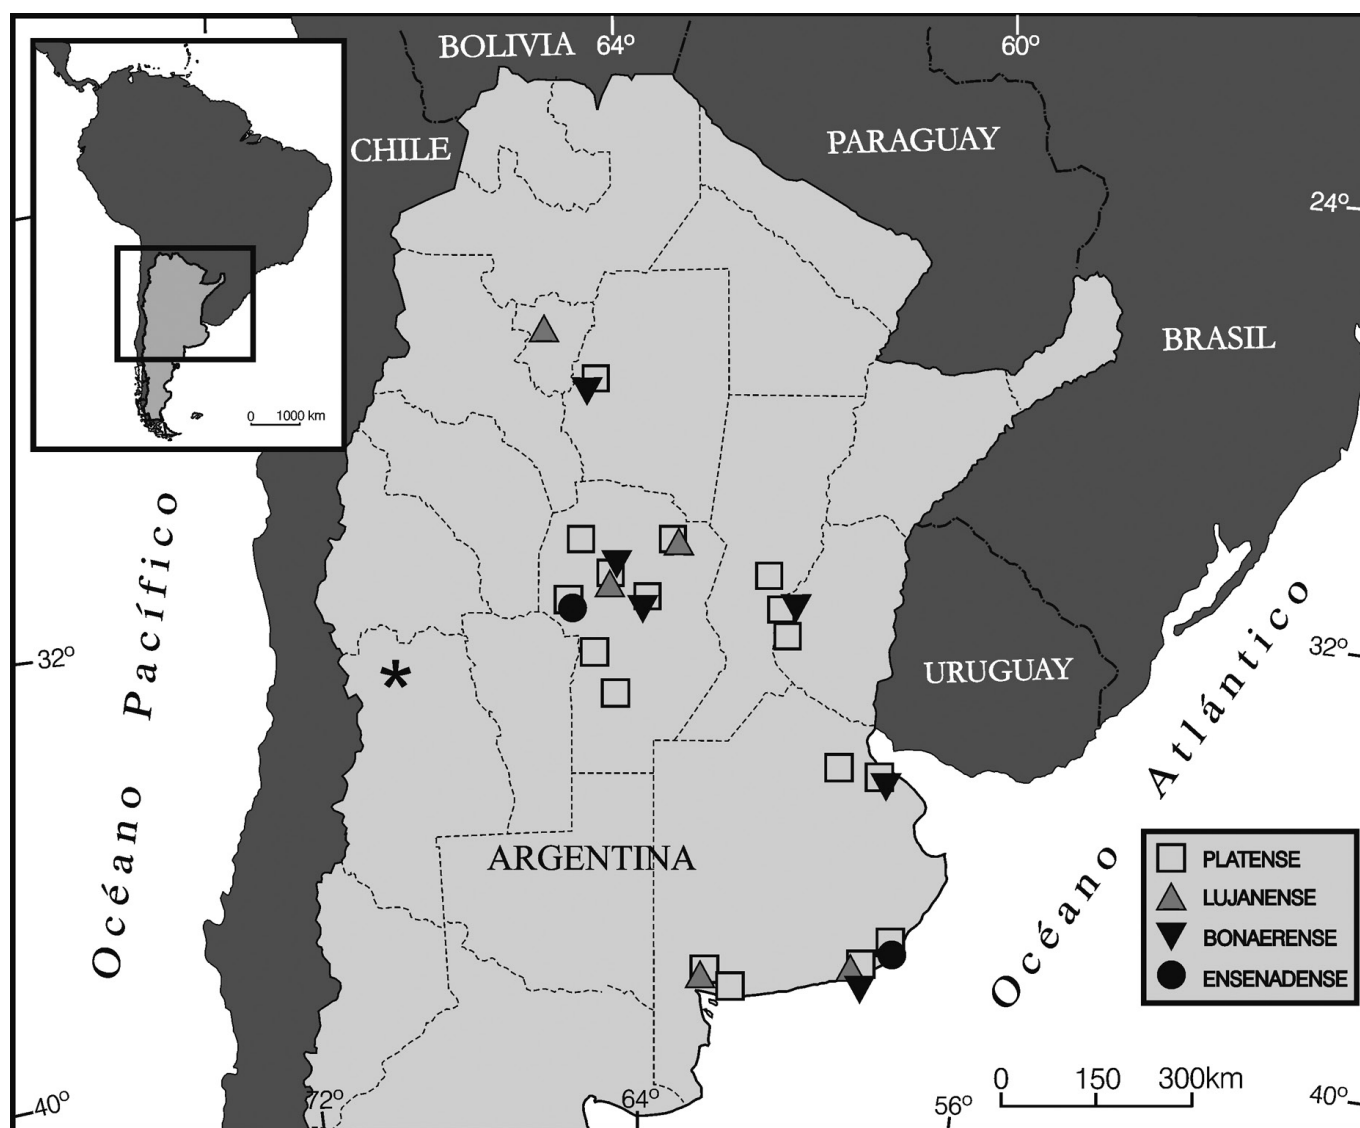 BOLIVIA
64º
60º
CHILE
PARAGUAY
24º
BRASIL
0 1000 km
Océano Pacífico
32º
*
URUGUAY
32º
Océano Atlántico
ARGENTINA
PLATENSE
LUJANENSE
BONAERENSE
ENSENADENSE
0 150 300km
40º
72º
64º
56º
40º